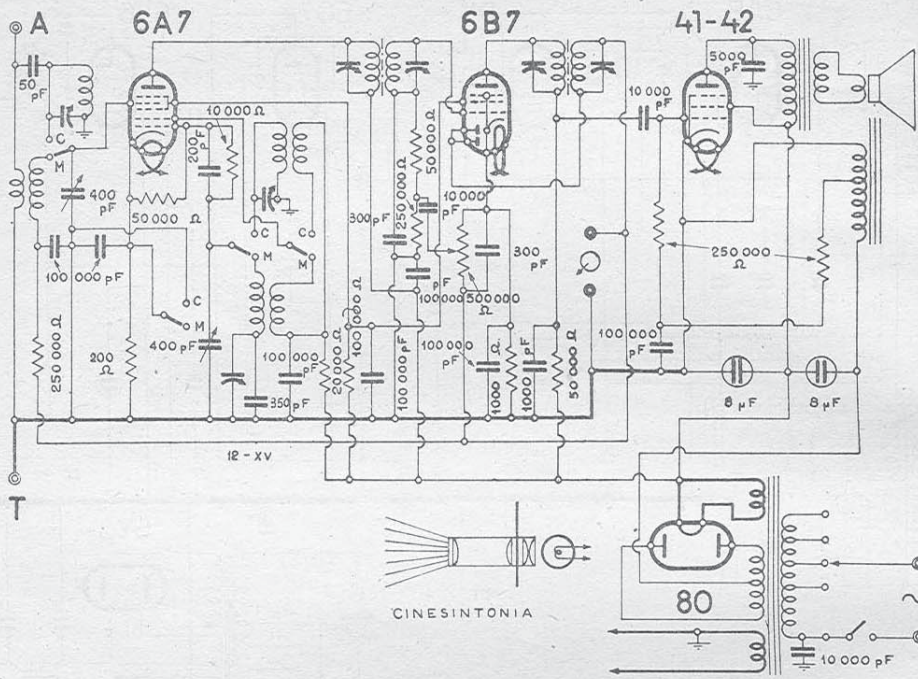 A
6A7
6B7
41-42
50
pF
5000
pF
10 000 Ω
200
pF
10 000
pF
50 000 Ω
C
M
400
pF
50 000 Ω
C
C
M
M
300 pF
250 000 Ω
10 000
pF
300
pF
250 000
Ω
100 000 pF
C
M
pF
100 000
500 000
Ω
250 000 Ω
200
Ω
400 pF
100 000
pF
350 pF
20 000 Ω
100 000
pF
100 000 pF
100 000
pF
1000
Ω
1000
pF
50 000 Ω
100 000
pF
8 µF
8 µF
12 - XV
T
CINESINTONIA
80
10 000 pF